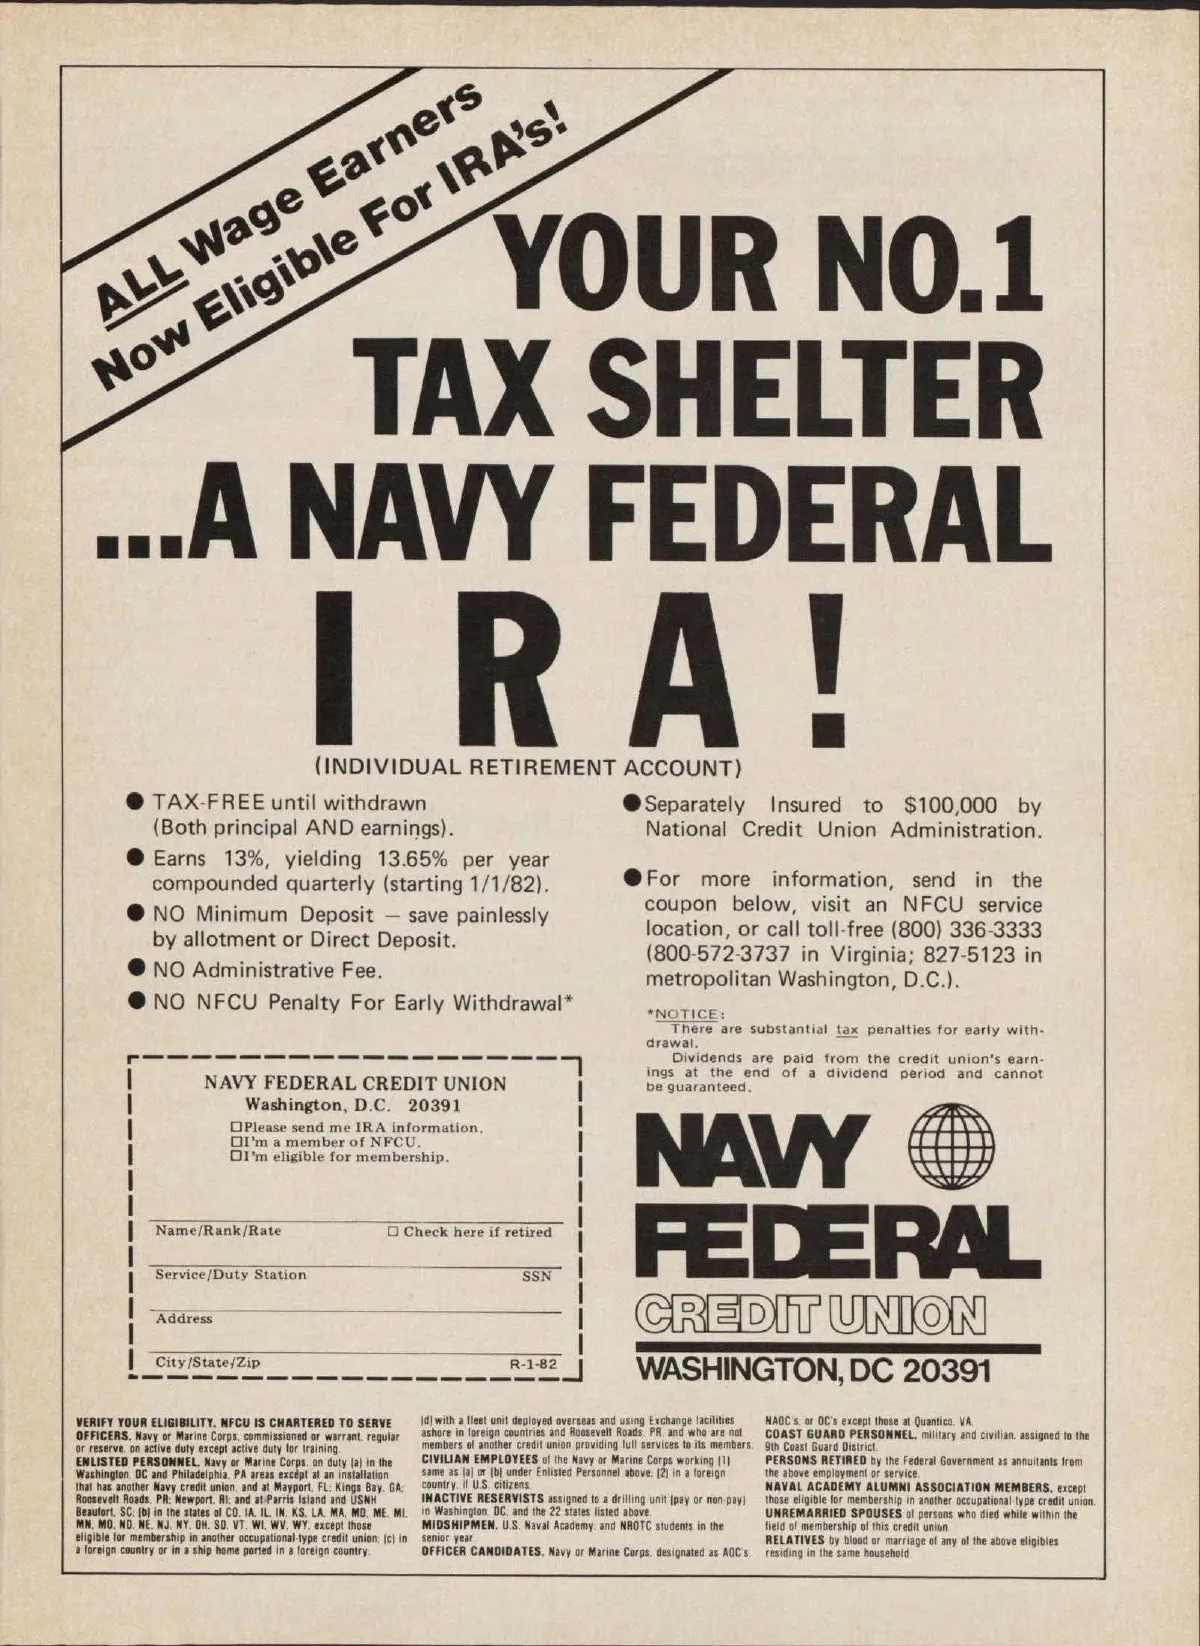 ALL Wage Earners
Now Eligible For IRA's!
YOUR NO.1
TAX SHELTER
...A NAVY FEDERAL
IRA!
(INDIVIDUAL RETIREMENT ACCOUNT)
● TAX-FREE until withdrawn
(Both principal AND earnings).
● Earns 13%, yielding 13.65% per year
compounded quarterly (starting 1/1/82).
● NO Minimum Deposit — save painlessly
by allotment or Direct Deposit.
● NO Administrative Fee.
● NO NFCU Penalty For Early Withdrawal*
● Separately Insured to $100,000 by
National Credit Union Administration.
● For more information, send in the
coupon below, visit an NFCU service
location, or call toll-free (800) 336-3333
(800-572-3737 in Virginia; 827-5123 in
metropolitan Washington, D.C.).
*NOTICE:
There are substantial tax penalties for early with-
drawal.
Dividends are paid from the credit union's earn-
ings at the end of a dividend period and cannot
be guaranteed.
NAVY FEDERAL CREDIT UNION
Washington, D.C. 20391
☐Please send me IRA information.
☐I'm a member of NFCU.
☐I'm eligible for membership.
Name/Rank/Rate ☐ Check here if retired
Service/Duty Station SSN
Address
City/State/Zip R-1-82
NAVY
FEDERAL
CREDIT UNION
WASHINGTON, DC 20391
VERIFY YOUR ELIGIBILITY. NFCU IS CHARTERED TO SERVE
OFFICERS, Navy or Marine Corps, commissioned or warrant, regular
or reserve, on active duty except active duty for training.
ENLISTED PERSONNEL, Navy or Marine Corps, on duty (a) in the
Washington, DC and Philadelphia, PA areas except at an installation
that has another Navy credit union, and at Mayport, FL; Kings Bay, GA;
Roosevelt Roads, PR; Newport, RI; and at Parris Island and USNH
Beaufort, SC; (b) in the states of CO, IA, IL, IN, KS, LA, MA, MD, ME, MI,
MN, MO, ND, NE, NJ, NY, OH, SD, VT, WI, WV, WY, except those
eligible for membership in another occupational-type credit union; (c) in
a foreign country or in a ship home ported in a foreign country;
(d) with a fleet unit deployed overseas and using Exchange facilities
ashore in foreign countries and Roosevelt Roads, PR, and who are not
members of another credit union providing full services to its members.
CIVILIAN EMPLOYEES of the Navy or Marine Corps working (1)
same as (a) or (b) under Enlisted Personnel above; (2) in a foreign
country, if U.S. citizens.
INACTIVE RESERVISTS assigned to a drilling unit (pay or non-pay)
in Washington, DC, and the 22 states listed above.
MIDSHIPMEN, U.S. Naval Academy; and NROTC students in the
senior year.
OFFICER CANDIDATES, Navy or Marine Corps, designated as AOC's,
NAOC's, or OC's except those at Quantico, VA.
COAST GUARD PERSONNEL, military and civilian, assigned to the
9th Coast Guard District.
PERSONS RETIRED by the Federal Government as annuitants from
the above employment or service.
NAVAL ACADEMY ALUMNI ASSOCIATION MEMBERS, except
those eligible for membership in another occupational-type credit union.
UNREMARRIED SPOUSES of persons who died while within the
field of membership of this credit union.
RELATIVES by blood or marriage of any of the above eligibles
residing in the same household.